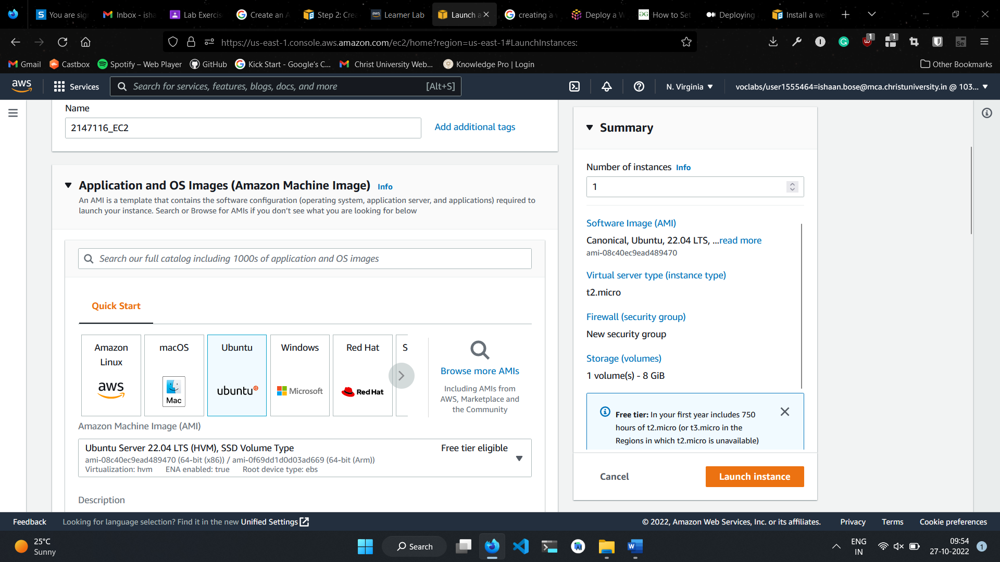 You are sig
Inbox - isha
Lab Exercis
Create an A
Step 2: Crea
Learner Lab
Launch a
creating a v
Deploy a W
How to Set
Deploying
Install a we
https://us-east-1.console.aws.amazon.com/ec2/home?region=us-east-1#LaunchInstances:
1
1
Gmail
Castbox
Spotify – Web Player
GitHub
Kick Start - Google's C...
Christ University Web...
Knowledge Pro | Login
Other Bookmarks
aws
Services
Search for services, features, blogs, docs, and more
[Alt+S]
N. Virginia
voclabs/user1555464=ishaan.bose@mca.christuniversity.in @ 103...
Name
2147116_EC2
Add additional tags
Application and OS Images (Amazon Machine Image) Info
An AMI is a template that contains the software configuration (operating system, application server, and applications) required to
launch your instance. Search or Browse for AMIs if you don't see what you are looking for below
Search our full catalog including 1000s of application and OS images
Quick Start
Amazon
Linux
aws
macOS
Mac
Ubuntu
ubuntu
Windows
Microsoft
Red Hat
Red Hat
S
Browse more AMIs
Including AMIs from
AWS, Marketplace and
the Community
Amazon Machine Image (AMI)
Ubuntu Server 22.04 LTS (HVM), SSD Volume Type
Free tier eligible
ami-08c40ec9ead489470 (64-bit (x86)) / ami-0f69dd1d0d03ad669 (64-bit (Arm))
Virtualization: hvm ENA enabled: true Root device type: ebs
Description
Summary
Number of instances Info
1
Software Image (AMI)
Canonical, Ubuntu, 22.04 LTS, ...read more
ami-08c40ec9ead489470
Virtual server type (instance type)
t2.micro
Firewall (security group)
New security group
Storage (volumes)
1 volume(s) - 8 GiB
Free tier: In your first year includes 750
hours of t2.micro (or t3.micro in the
Regions in which t2.micro is unavailable)
Cancel
Launch instance
Feedback
Looking for language selection? Find it in the new Unified Settings
© 2022, Amazon Web Services, Inc. or its affiliates.
Privacy
Terms
Cookie preferences
25°C
Sunny
Search
ENG
IN
09:54
27-10-2022
1